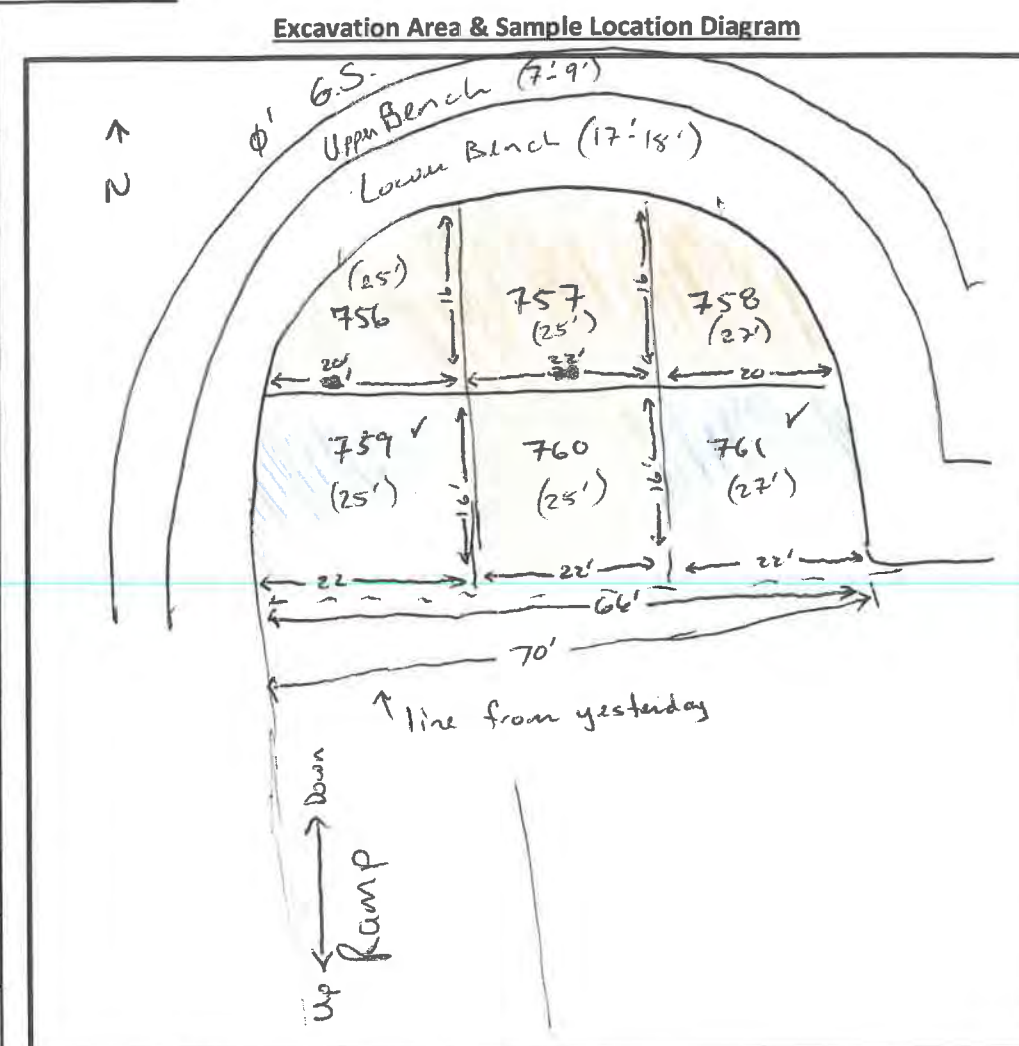 Excavation Area & Sample Location Diagram
ϕ' G.S.
Upper Bench (7'-9')
Lower Bench (17'-18')
↑
N
(25')
756
16
757
(25')
16
758
(27')
20'
22'
20
759 ✓
(25')
16'
760
(25')
16'
761 ✓
(27')
22
22'
22'
66'
70'
↑ line from yesterday
Down
Ramp
Up